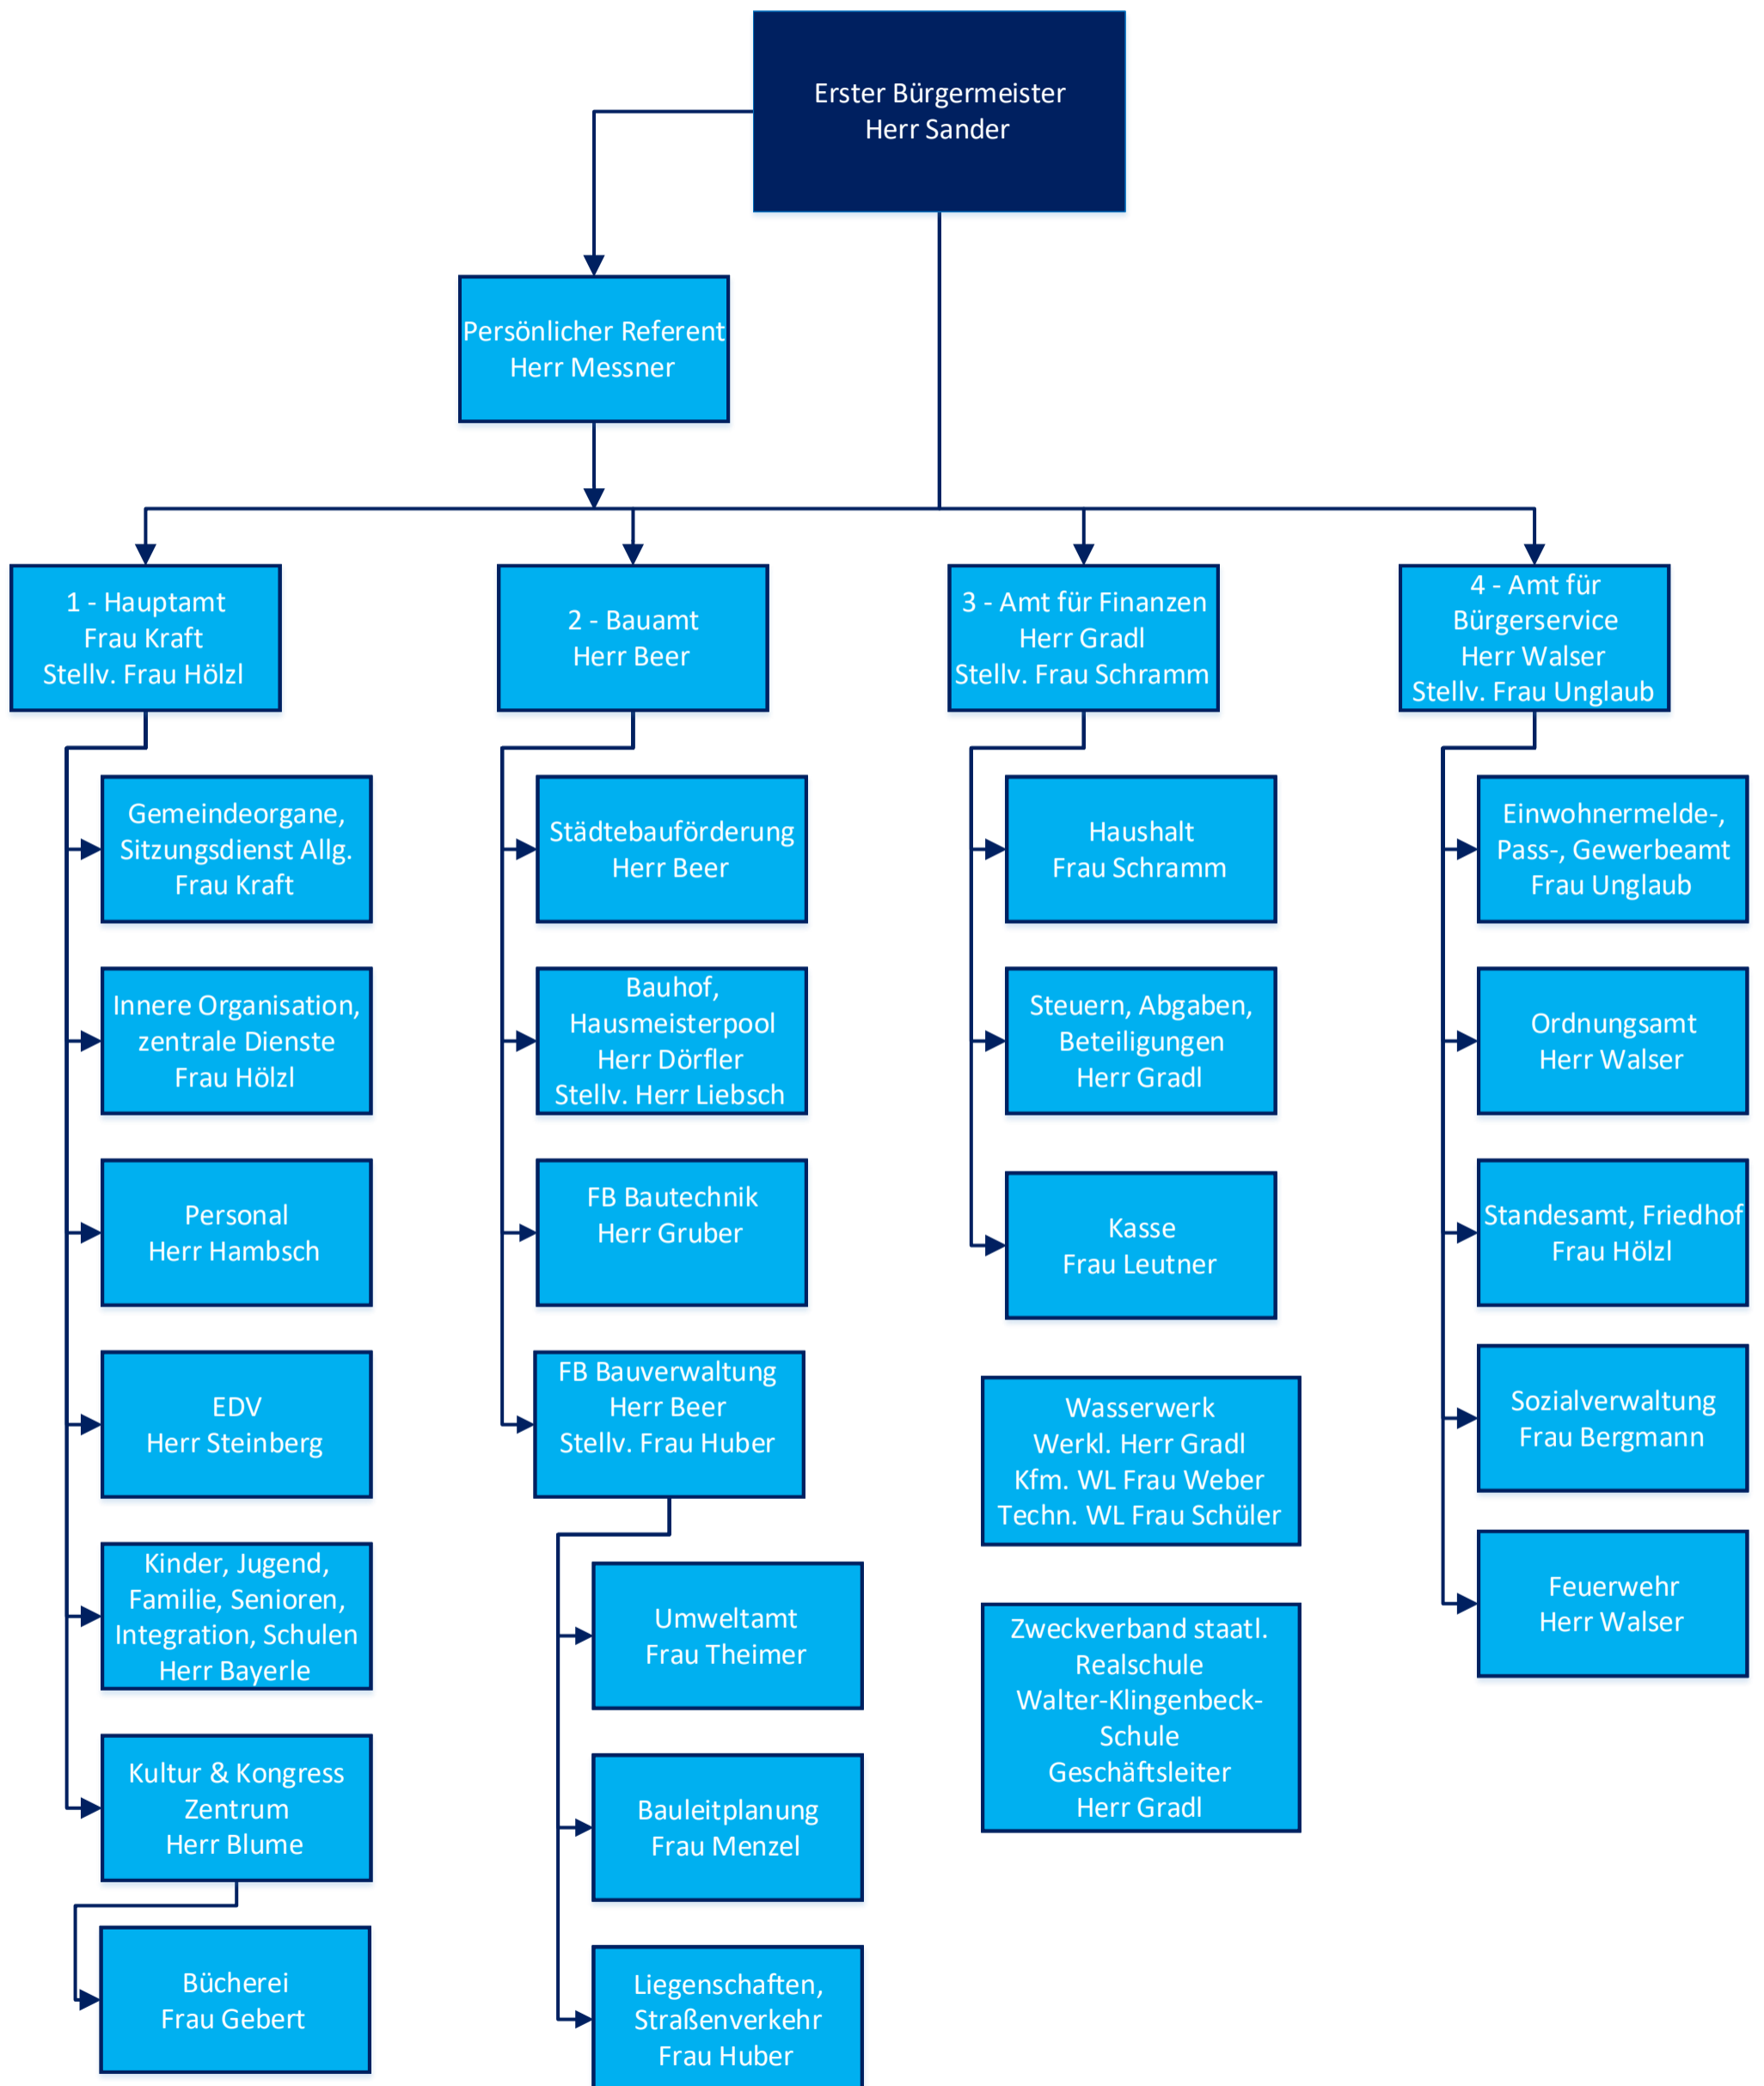 Erster Bürgermeister
Herr Sander
Persönlicher Referent
Herr Messner
1 - Hauptamt
Frau Kraft
Stellv. Frau Hölzl
2 - Bauamt
Herr Beer
3 - Amt für Finanzen
Herr Gradl
Stellv. Frau Schramm
4 - Amt für
Bürgerservice
Herr Walser
Stellv. Frau Unglaub
Gemeindeorgane,
Sitzungsdienst Allg.
Frau Kraft
Innere Organisation,
zentrale Dienste
Frau Hölzl
Personal
Herr Hambsch
EDV
Herr Steinberg
Kinder, Jugend,
Familie, Senioren,
Integration, Schulen
Herr Bayerle
Kultur & Kongress
Zentrum
Herr Blume
Bücherei
Frau Gebert
Städtebauförderung
Herr Beer
Bauhof,
Hausmeisterpool
Herr Dörfler
Stellv. Herr Liebsch
FB Bautechnik
Herr Gruber
FB Bauverwaltung
Herr Beer
Stellv. Frau Huber
Umweltamt
Frau Theimer
Bauleitplanung
Frau Menzel
Liegenschaften,
Straßenverkehr
Frau Huber
Haushalt
Frau Schramm
Steuern, Abgaben,
Beteiligungen
Herr Gradl
Kasse
Frau Leutner
Wasserwerk
Werkl. Herr Gradl
Kfm. WL Frau Weber
Techn. WL Frau Schüler
Zweckverband staatl.
Realschule
Walter-Klingenbeck-
Schule
Geschäftsleiter
Herr Gradl
Einwohnermelde-,
Pass-, Gewerbeamt
Frau Unglaub
Ordnungsamt
Herr Walser
Standesamt, Friedhof
Frau Hölzl
Sozialverwaltung
Frau Bergmann
Feuerwehr
Herr Walser